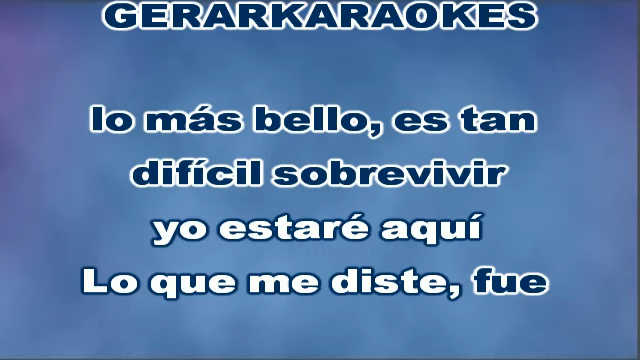 GERARKARAOKES
lo más bello, es tan
difícil sobrevivir
yo estaré aquí
Lo que me diste, fue